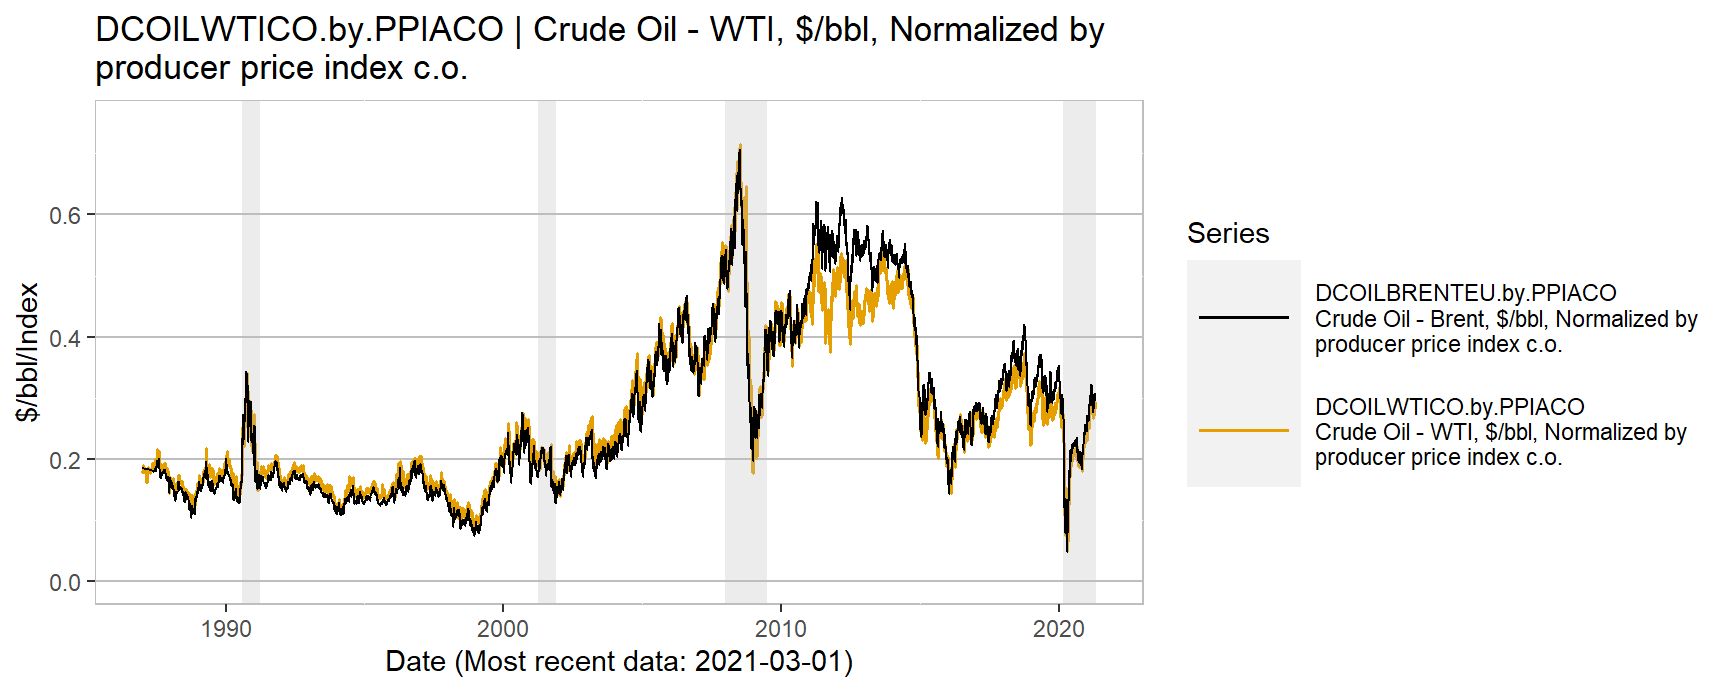 DCOILWTICO.by.PPIACO | Crude Oil - WTI, $/bbl, Normalized by
producer price index c.o.
$/bbl/Index
0.6
0.4
0.2
0.0
1990
2000
2010
2020
Date (Most recent data: 2021-03-01)
Series
DCOILBRENTEU.by.PPIACO
Crude Oil - Brent, $/bbl, Normalized by
producer price index c.o.
DCOILWTICO.by.PPIACO
Crude Oil - WTI, $/bbl, Normalized by
producer price index c.o.